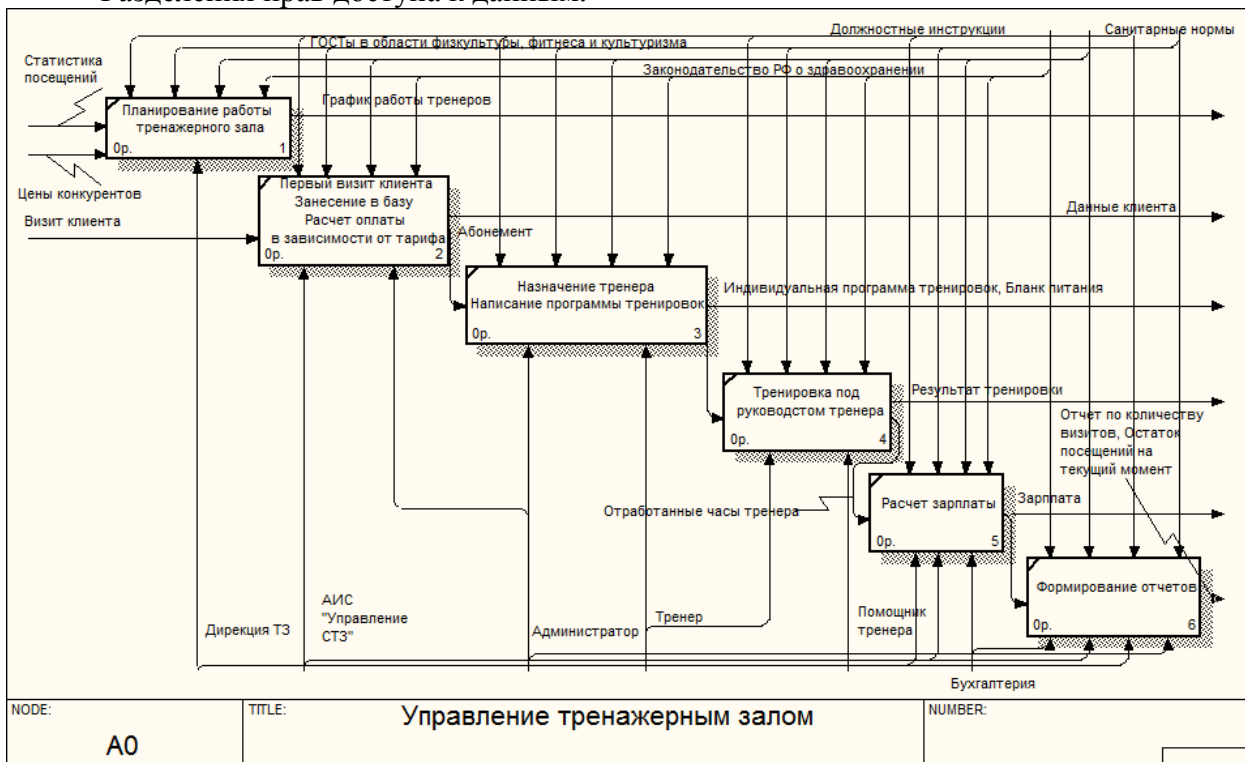 Разделения прав доступа к данным.
Должностные инструкции
Санитарные нормы
ГОСТы в области физкультуры, фитнеса и культуризма
Статистика
посещений
Законодательство РФ о здравоохранении
График работы тренеров
Планирование работы
тренажерного зала
0р.
1
Цены конкурентов
Визит клиента
Первый визит клиента
Занесение в базу
Расчет оплаты
в зависимости от тарифа
0р.
2
Данные клиента
Абонемент
Назначение тренера
Написание программы тренировок
0р.
3
Индивидуальная программа тренировок, Бланк питания
Тренировка под
руководстом тренера
0р.
4
Результат тренировки
Отчет по количеству
визитов, Остаток
посещений на
текущий момент
Отработанные часы тренера
Расчет зарплаты
0р.
5
Зарплата
Формирование отчетов
0р.
6
Дирекция ТЗ
АИС
"Управление
СТЗ"
Администратор
Тренер
Помощник
тренера
Бухгалтерия
NODE:
A0
TITLE:
Управление тренажерным залом
NUMBER: